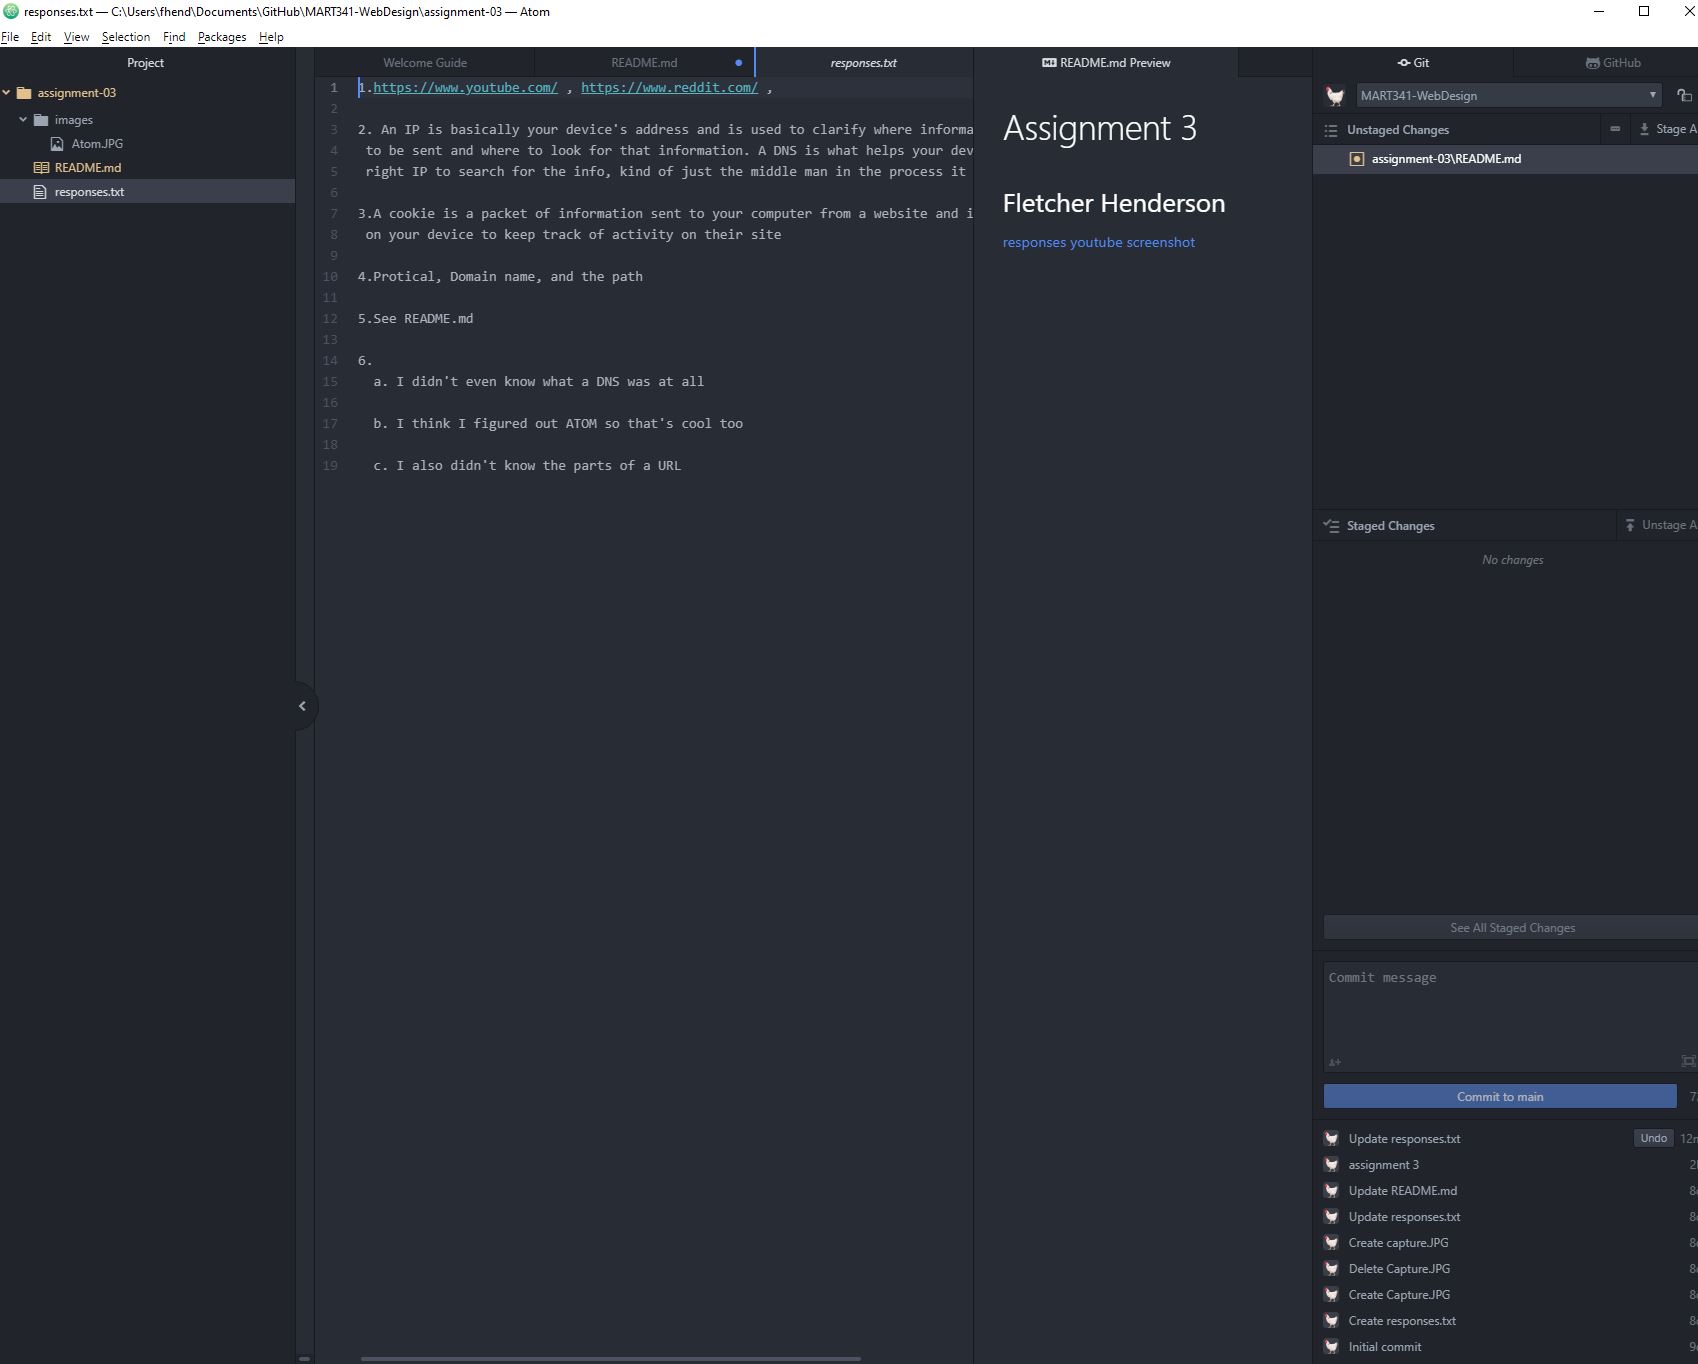 responses.txt — C:\Users\fhend\Documents\GitHub\MART341-WebDesign\assignment-03 — Atom
File Edit View Selection Find Packages Help
Project
assignment-03
images
Atom.JPG
README.md
responses.txt
Welcome Guide
README.md
responses.txt
1 1.https://www.youtube.com/ , https://www.reddit.com/ ,
2
3 2. An IP is basically your device's address and is used to clarify where informa
4 to be sent and where to look for that information. A DNS is what helps your dev
5 right IP to search for the info, kind of just the middle man in the process it
6
7 3.A cookie is a packet of information sent to your computer from a website and i
8 on your device to keep track of activity on their site
9
10 4.Protical, Domain name, and the path
11
12 5.See README.md
13
14 6.
15 a. I didn't even know what a DNS was at all
16
17 b. I think I figured out ATOM so that's cool too
18
19 c. I also didn't know the parts of a URL
README.md Preview
Assignment 3
Fletcher Henderson
responses youtube screenshot
Git
GitHub
MART341-WebDesign
Unstaged Changes
Stage A
assignment-03\README.md
Staged Changes
Unstage A
No changes
See All Staged Changes
Commit message
Commit to main
Update responses.txt Undo 12m
assignment 3
Update README.md
Update responses.txt
Create capture.JPG
Delete Capture.JPG
Create Capture.JPG
Create responses.txt
Initial commit